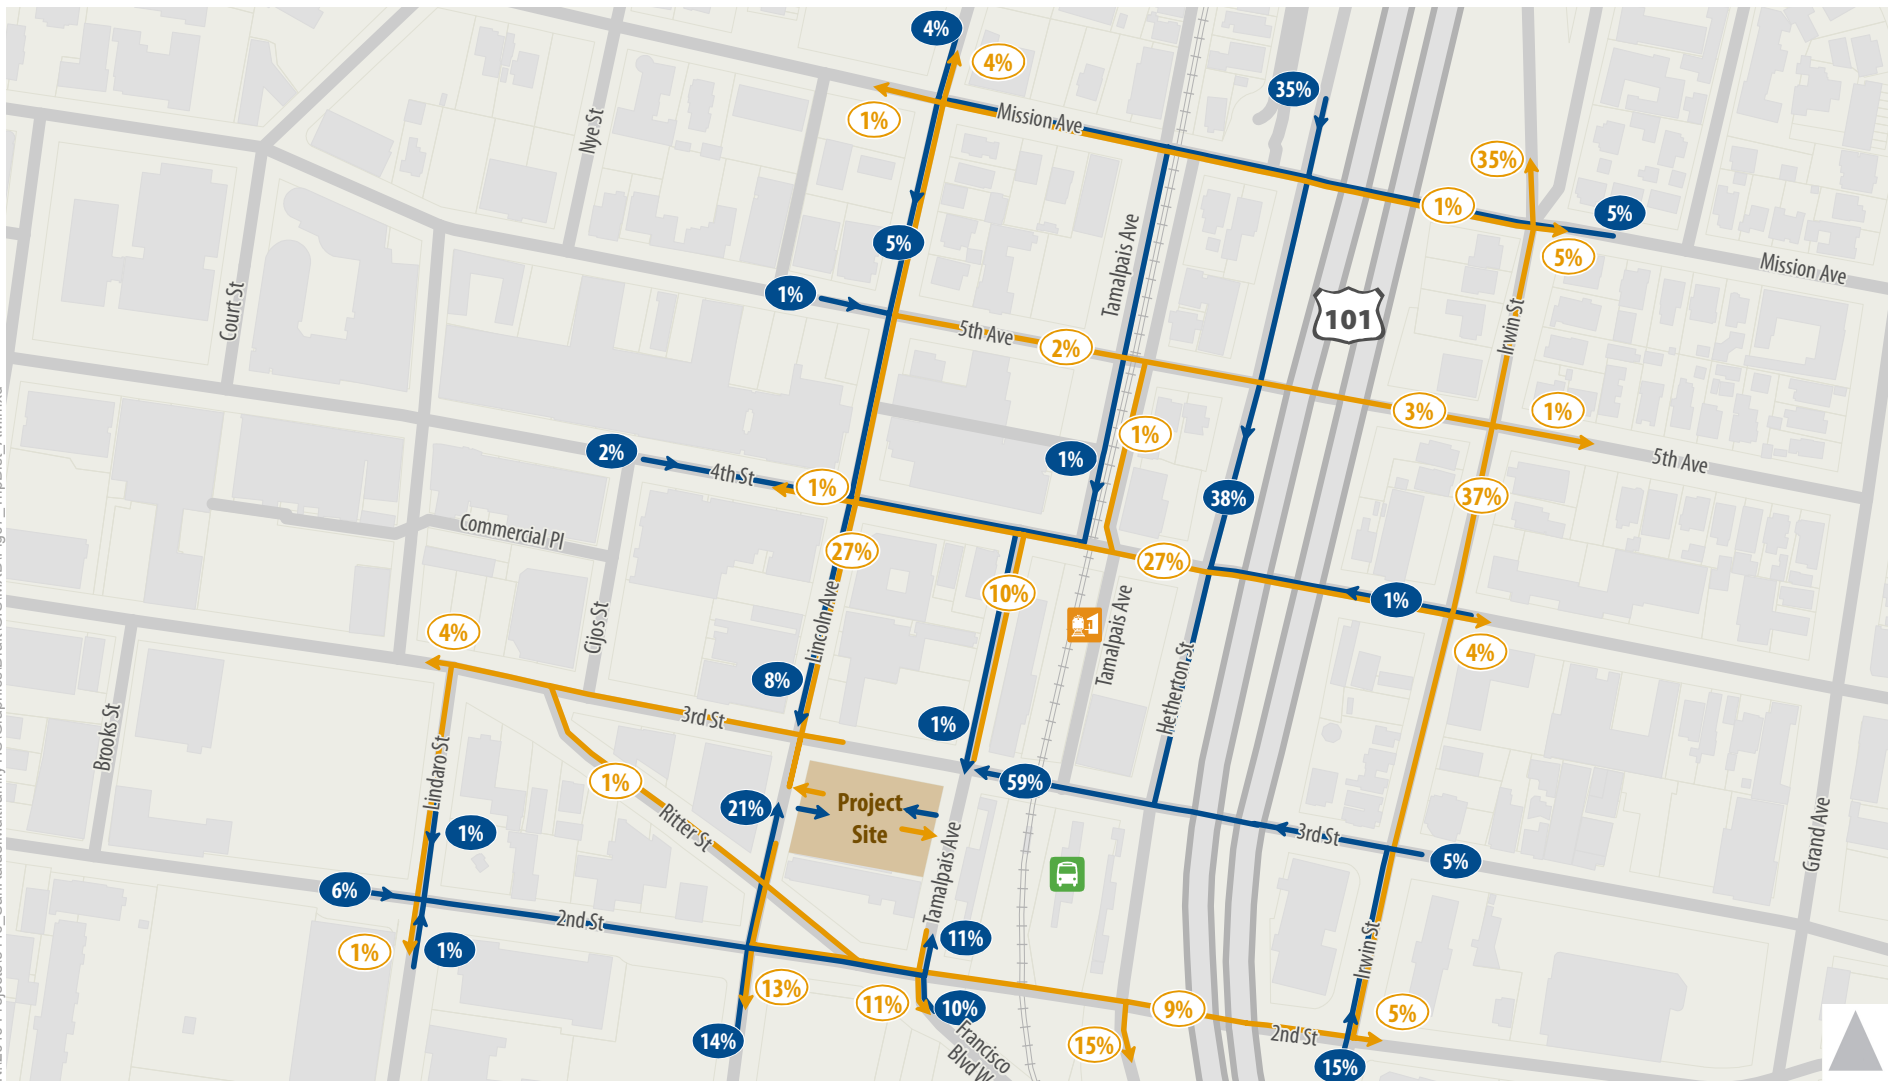 4%
4%
35%
1%
Mission Ave
Nye St
35%
1%
5%
5%
5%
Mission Ave
Tamalpais Ave
Court St
1%
5th Ave
2%
101
Irwin St
3%
1%
5th Ave
1%
1%
2%
4th St
1%
38%
37%
Commercial Pl
27%
27%
10%
1%
Cijos St
Lincoln Ave
Tamalpais Ave
4%
4%
8%
Hetherton St
Brooks St
3rd St
1%
Lindaro St
1%
59%
21%
Project
Site
Ritter St
1%
3rd St
5%
Grand Ave
Tamalpais Ave
6%
2nd St
11%
1%
1%
Irwin St
13%
11%
10%
9%
5%
14%
Francisco
Blvd W
15%
2nd St
15%